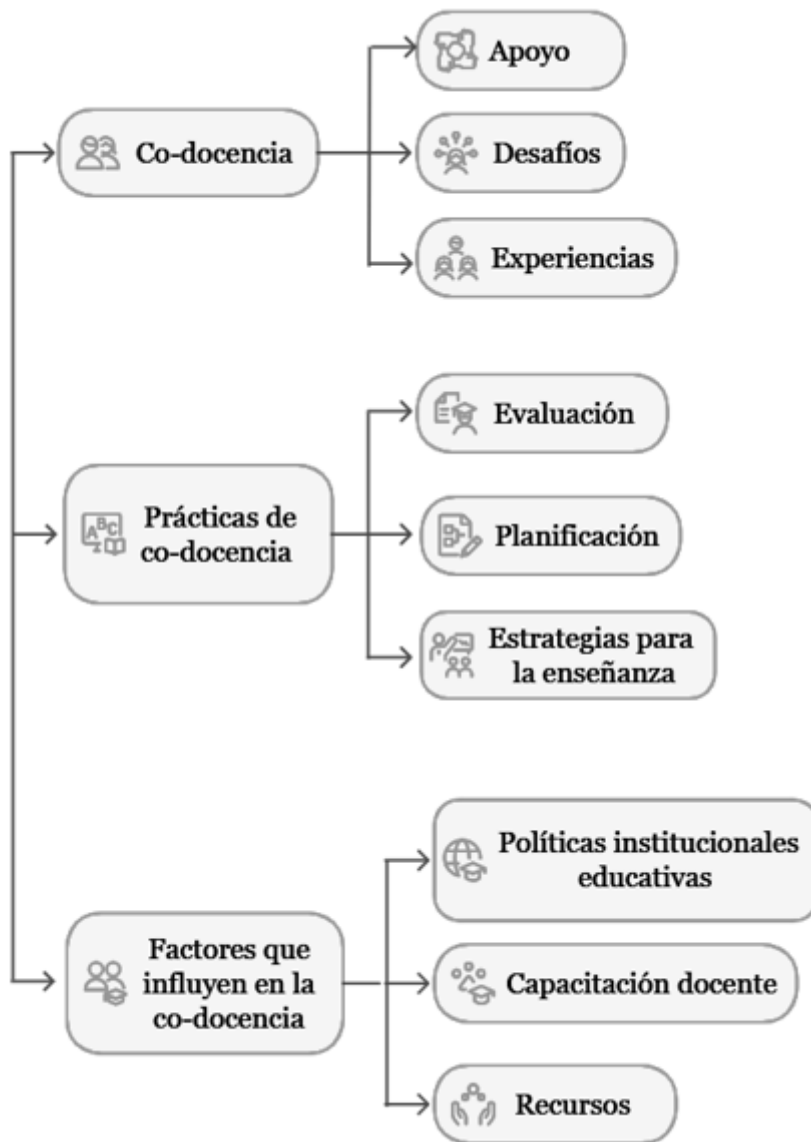 Apoyo
Co-docencia
Desafíos
Experiencias
Evaluación
Prácticas de
co-docencia
Planificación
Estrategias para
la enseñanza
Políticas institucionales
educativas
Factores que
influyen en la
co-docencia
Capacitación docente
Recursos